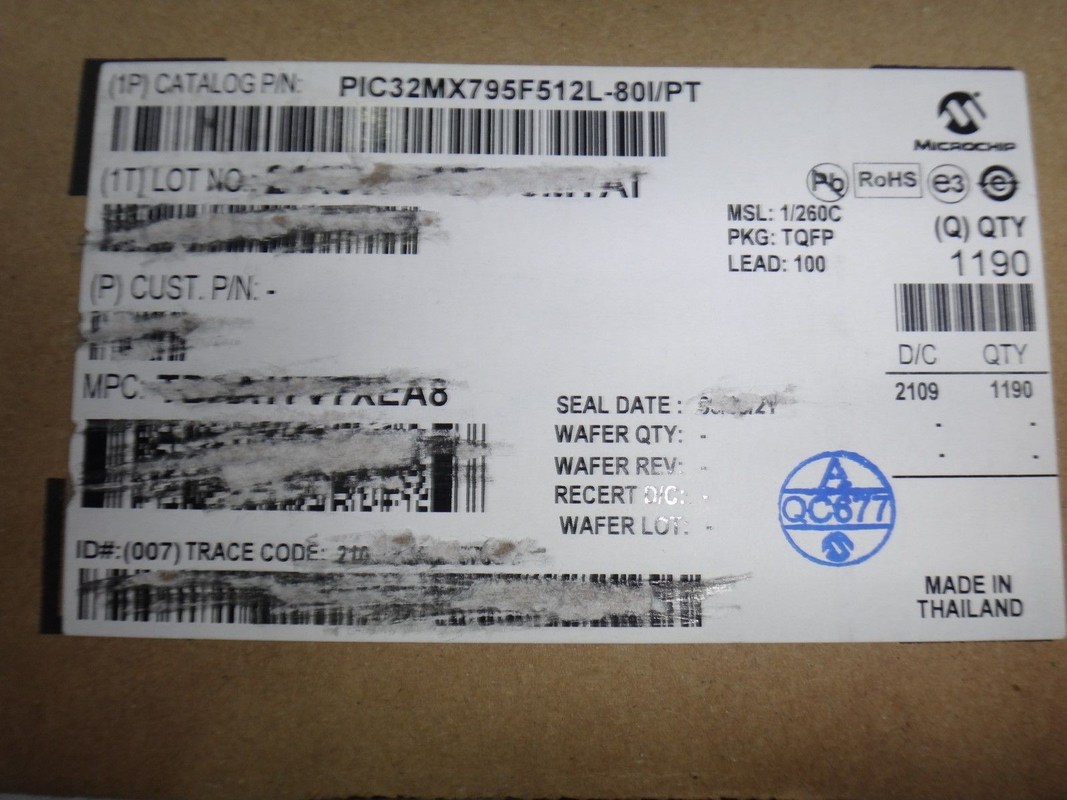 (1P) CATALOG P/N: PIC32MX795F512L-80I/PT
MICROCHIP
(1T) LOT NO.:
Pb RoHS e3 e
MSL: 1/260C
PKG: TQFP
LEAD: 100
(Q) QTY
1190
(P) CUST. P/N: -
D/C QTY
2109 1190
- -
- -
MPC:
SEAL DATE :
WAFER QTY: -
WAFER REV: -
RECERT D/C: -
WAFER LOT: -
A
QC677
ID#:(007) TRACE CODE:
MADE IN
THAILAND